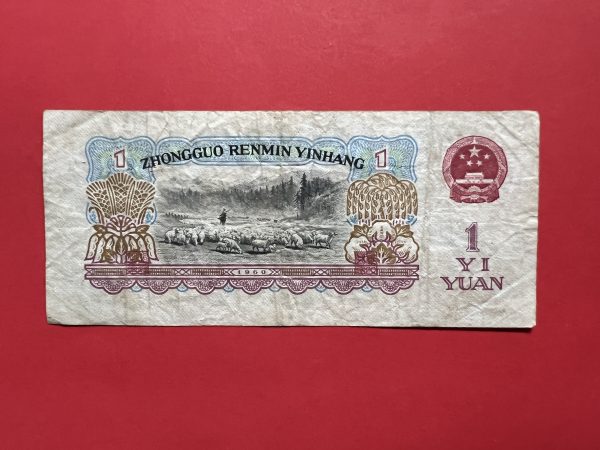 ZHONGGUO RENMIN YINHANG
1
1
1960
1
YI
YUAN